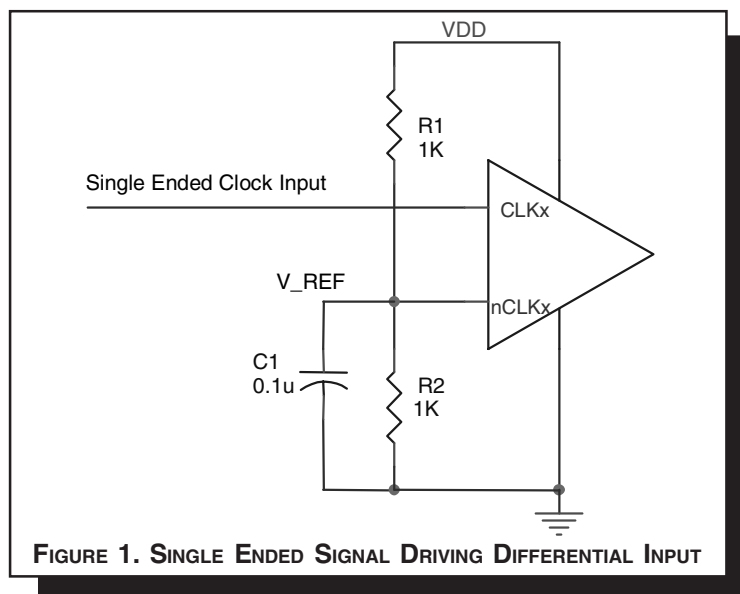 VDD
R1
1K
Single Ended Clock Input
CLKx
V_REF
nCLKx
C1
0.1u
R2
1K
FIGURE 1. SINGLE ENDED SIGNAL DRIVING DIFFERENTIAL INPUT